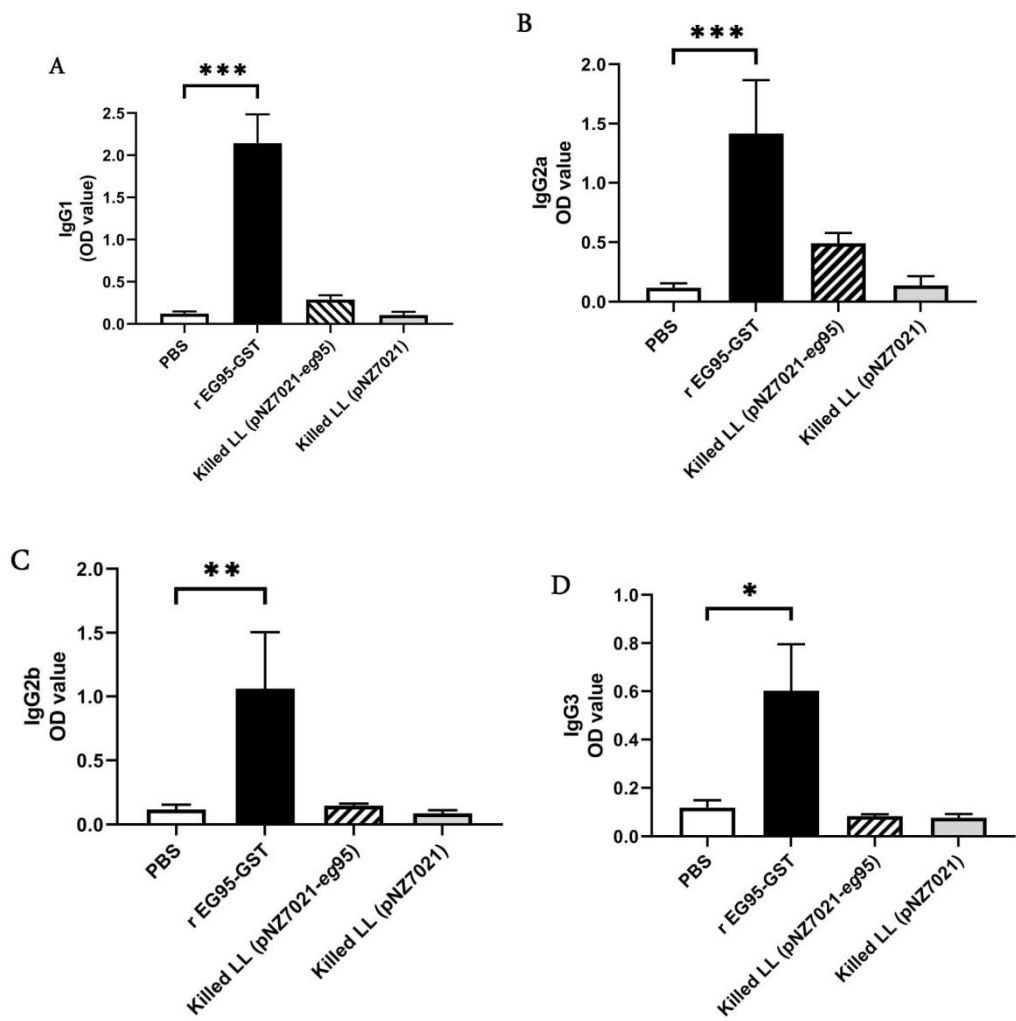 A
***
IgG1
(OD value)
2.5
2.0
1.5
1.0
0.5
0.0
PBS
r EG95-GST
Killed LL (pNZ7021-eg95)
Killed LL (pNZ7021)
B
***
IgG2a
OD value
2.0
1.5
1.0
0.5
0.0
PBS
r EG95-GST
Killed LL (pNZ7021-eg95)
Killed LL (pNZ7021)
C
**
IgG2b
OD value
2.0
1.5
1.0
0.5
0.0
PBS
r EG95-GST
Killed LL (pNZ7021-eg95)
Killed LL (pNZ7021)
D
*
IgG3
OD value
1.0
0.8
0.6
0.4
0.2
0.0
PBS
r EG95-GST
Killed LL (pNZ7021-eg95)
Killed LL (pNZ7021)